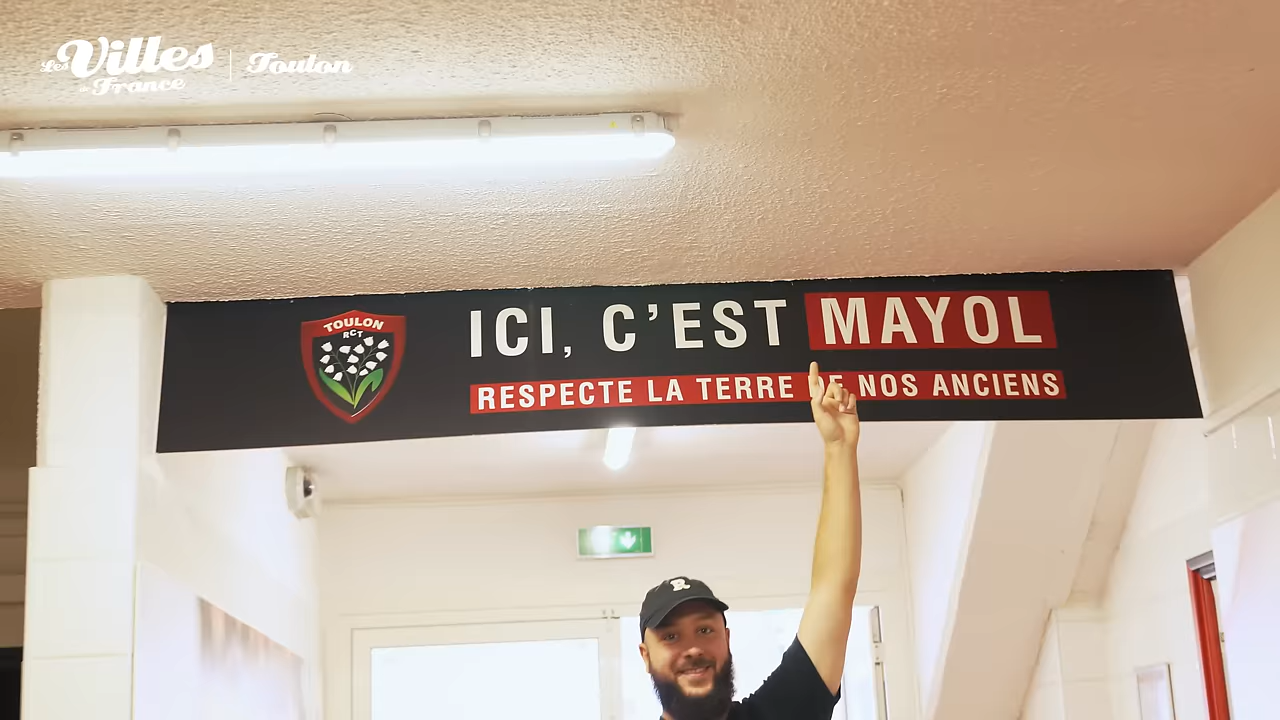 Les Villes de France | Toulon
TOULON
RCT
ICI, C'EST MAYOL
RESPECTE LA TERRE DE NOS ANCIENS
R